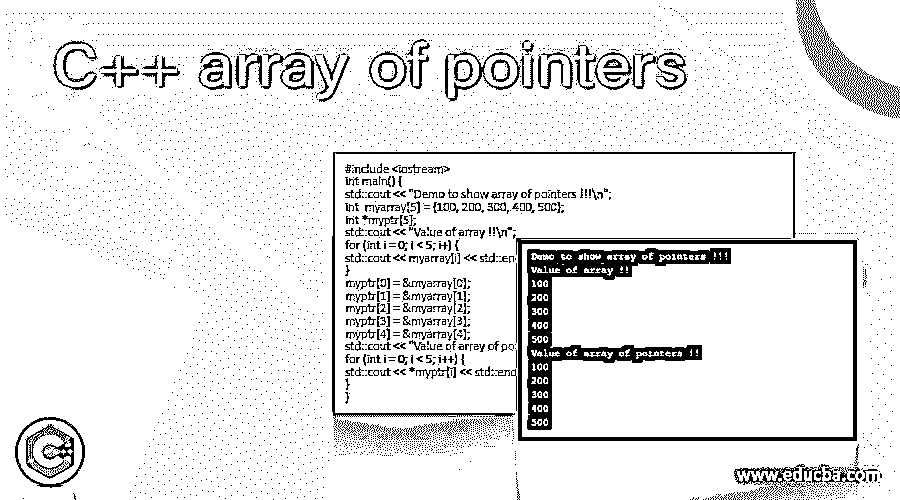 C++ array of pointers
#include <iostream>
int main() {
std::cout << "Demo to show array of pointers !!!\n";
int myarray[5] = {100, 200, 300, 400, 500};
int *myptr[5];
std::cout << "Value of array !!\n";
for (int i = 0; i < 5; i+) {
std::cout << myarray[i] << std::en
}
myptr[0] = &myarray[0];
myptr[1] = &myarray[1];
myptr[2] = &myarray[2];
myptr[3] = &myarray[3];
myptr[4] = &myarray[4];
std::cout << "Value of array of po
for (int i = 0; i < 5; i++) {
std::cout << *myptr[i] << std::en
}
}
Demo to show array of pointers !!!
Value of array !!
100
200
300
400
500
Value of array of pointers !!
100
200
300
400
500
www.educba.com